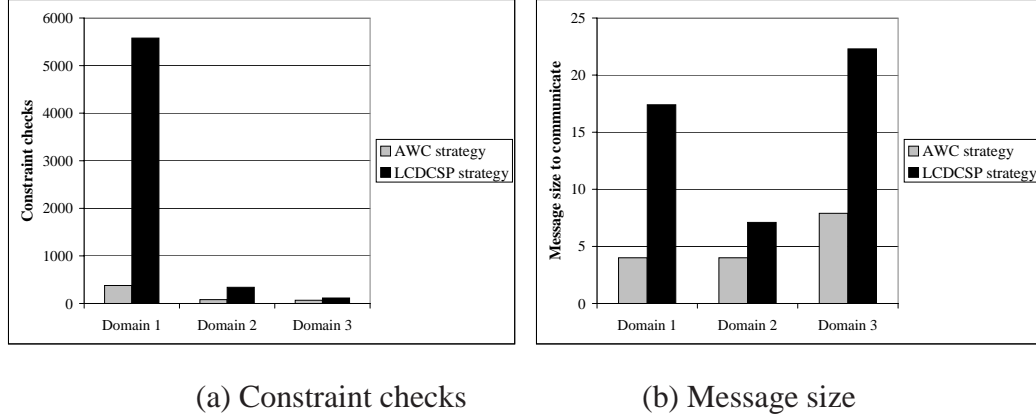 6000
5000
4000
3000
2000
1000
0
Constraint checks
Domain 1 Domain 2 Domain 3
AWC strategy
LCDCSP strategy
25
20
15
10
5
0
Message size to communicate
Domain 1 Domain 2 Domain 3
AWC strategy
LCDCSP strategy
(a) Constraint checks
(b) Message size